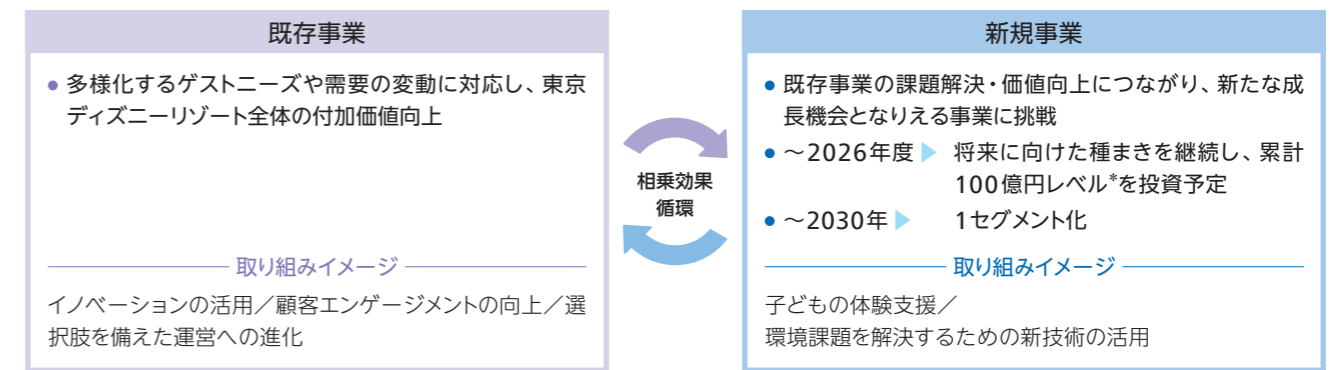 既存事業
● 多様化するゲストニーズや需要の変動に対応し、東京
ディズニーリゾート全体の付加価値向上
取り組みイメージ
イノベーションの活用／顧客エンゲージメントの向上／選
択肢を備えた運営への進化
相乗効果
循環
新規事業
● 既存事業の課題解決・価値向上につながり、新たな成
長機会となりえる事業に挑戦
● ～2026年度 ▶ 将来に向けた種まきを継続し、累計
100億円レベル*を投資予定
● ～2030年 ▶ 1セグメント化
取り組みイメージ
子どもの体験支援／
環境課題を解決するための新技術の活用